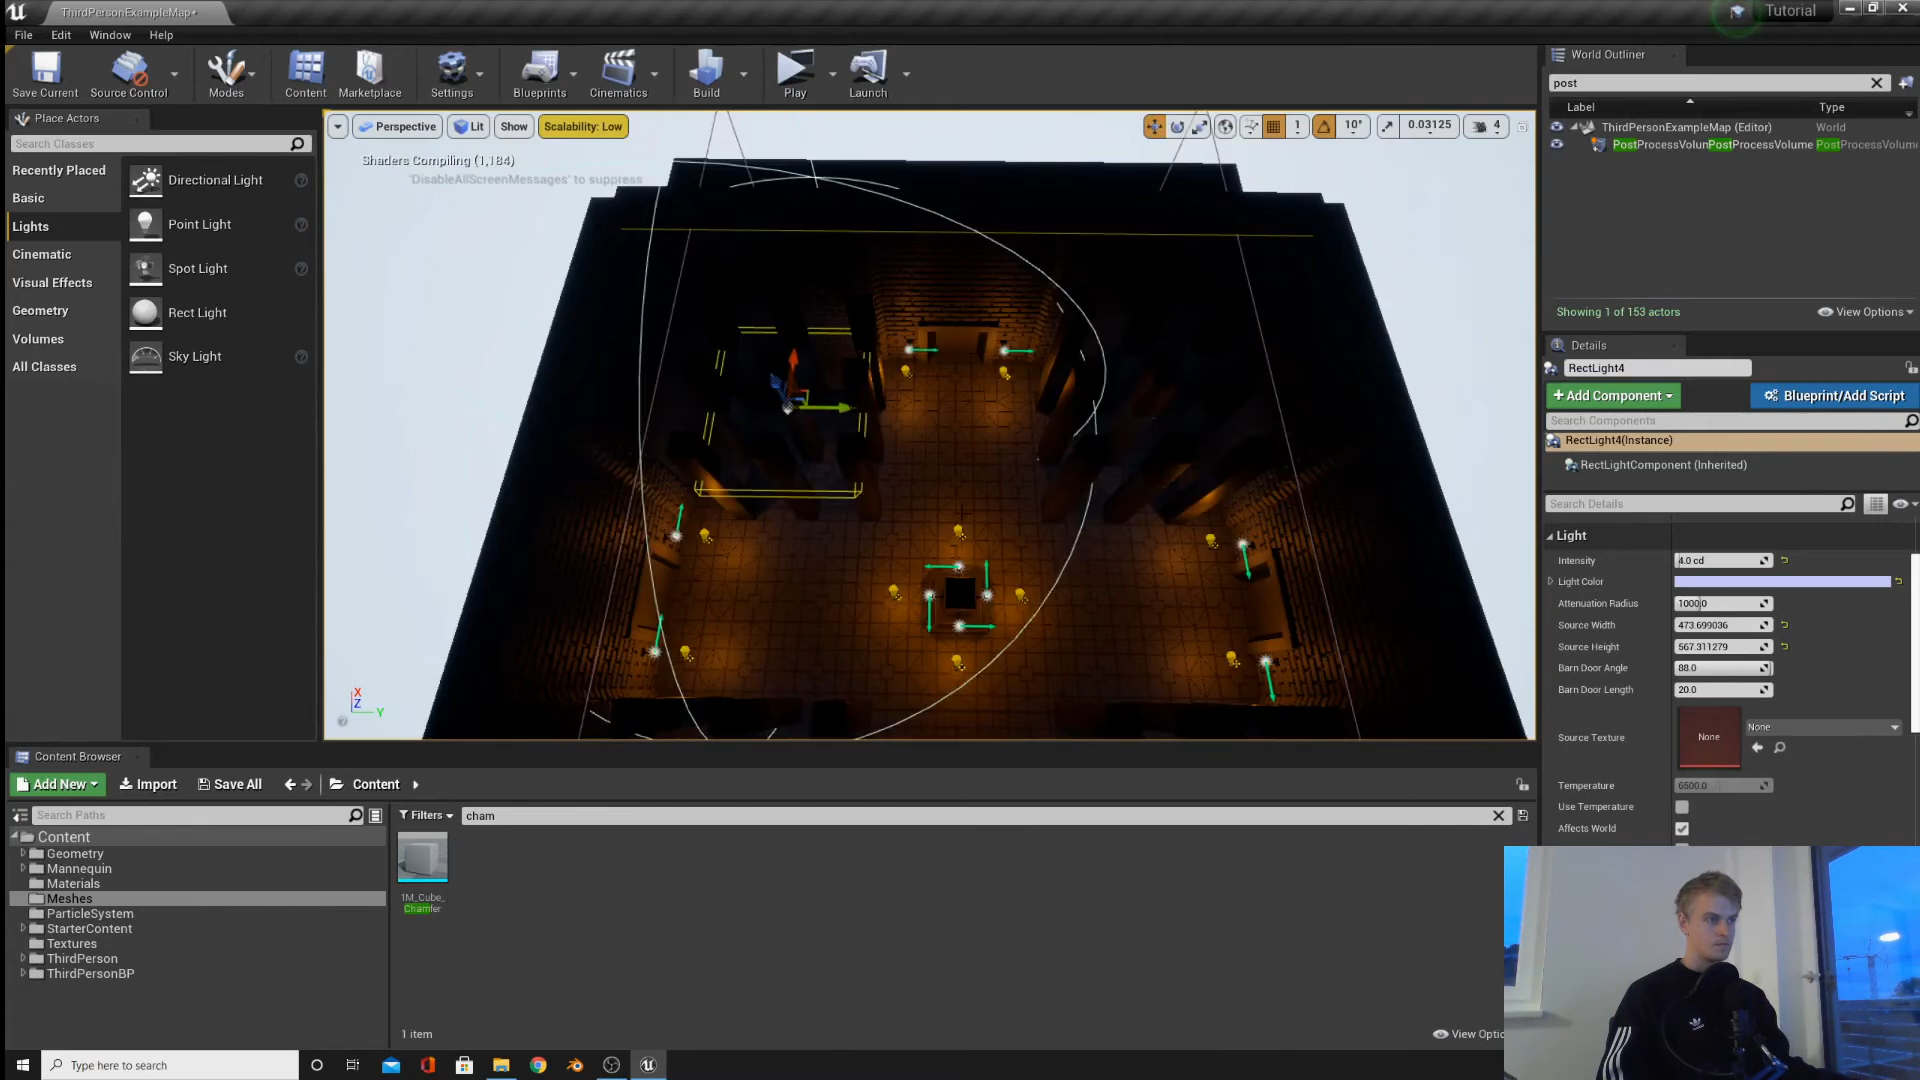 ThirdPersonExampleMap*
Tutorial
File Edit Window Help
Save Current
Source Control
Modes
Content
Marketplace
Settings
Blueprints
Cinematics
Build
Play
Launch
Place Actors
Search Classes
Recently Placed
Basic
Lights
Cinematic
Visual Effects
Geometry
Volumes
All Classes
Directional Light
Point Light
Spot Light
Rect Light
Sky Light
Perspective
Lit
Show
Scalability: Low
1
10°
0.03125
4
Shaders Compiling (1,184)
'DisableAllScreenMessages' to suppress
X
Z
Y
World Outliner
post
Label
Type
ThirdPersonExampleMap (Editor)
World
PostProcessVolunPostProcessVolume
PostProcessVolume
Showing 1 of 153 actors
View Options
Details
RectLight4
+ Add Component
Blueprint/Add Script
Search Components
RectLight4(Instance)
RectLightComponent (Inherited)
Search Details
Light
Intensity
4.0 cd
Light Color
Attenuation Radius
1000.0
Source Width
473.699036
Source Height
567.311279
Barn Door Angle
88.0
Barn Door Length
20.0
Source Texture
None
None
Temperature
6500.0
Use Temperature
Affects World
Content Browser
Add New
Import
Save All
Content
Search Paths
Filters
cham
Content
Geometry
Mannequin
Materials
Meshes
ParticleSystem
StarterContent
Textures
ThirdPerson
ThirdPersonBP
1M_Cube_
Chamfer
1 item
View Optio
Type here to search